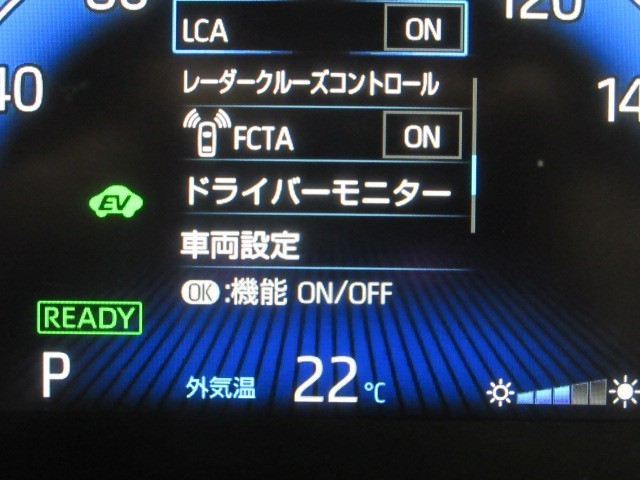 LCA ON
レーダークルーズコントロール
FCTA ON
ドライバーモニター
EV
車両設定
OK:機能 ON/OFF
READY
P 外気温 22℃
120